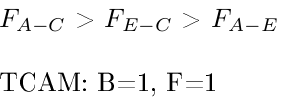 F_{A-C} > F_{E-C} > F_{A-E}
TCAM: B=1, F=1